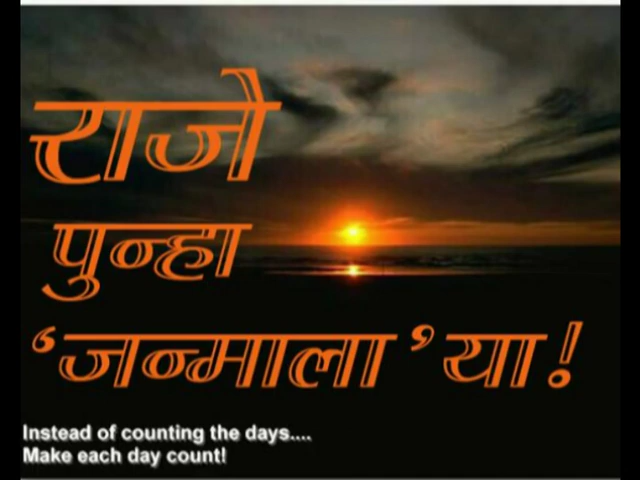 राजे
पुन्हा
‘जन्माला’ या!
Instead of counting the days....
Make each day count!